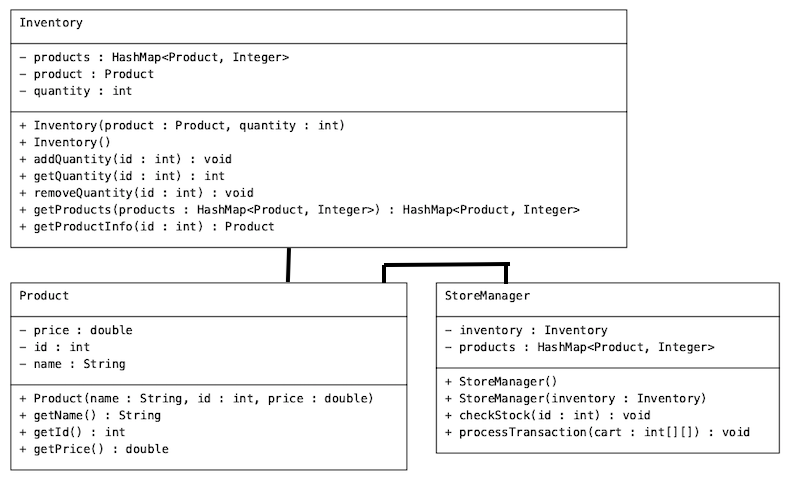 Inventory
− products : HashMap<Product, Integer>
− product : Product
− quantity : int
+ Inventory(product : Product, quantity : int)
+ Inventory()
+ addQuantity(id : int) : void
+ getQuantity(id : int) : int
+ removeQuantity(id : int) : void
+ getProducts(products : HashMap<Product, Integer>) : HashMap<Product, Integer>
+ getProductInfo(id : int) : Product
Product
− price : double
− id : int
− name : String
+ Product(name : String, id : int, price : double)
+ getName() : String
+ getId() : int
+ getPrice() : double
StoreManager
− inventory : Inventory
− products : HashMap<Product, Integer>
+ StoreManager()
+ StoreManager(inventory : Inventory)
+ checkStock(id : int) : void
+ processTransaction(cart : int[][]) : void